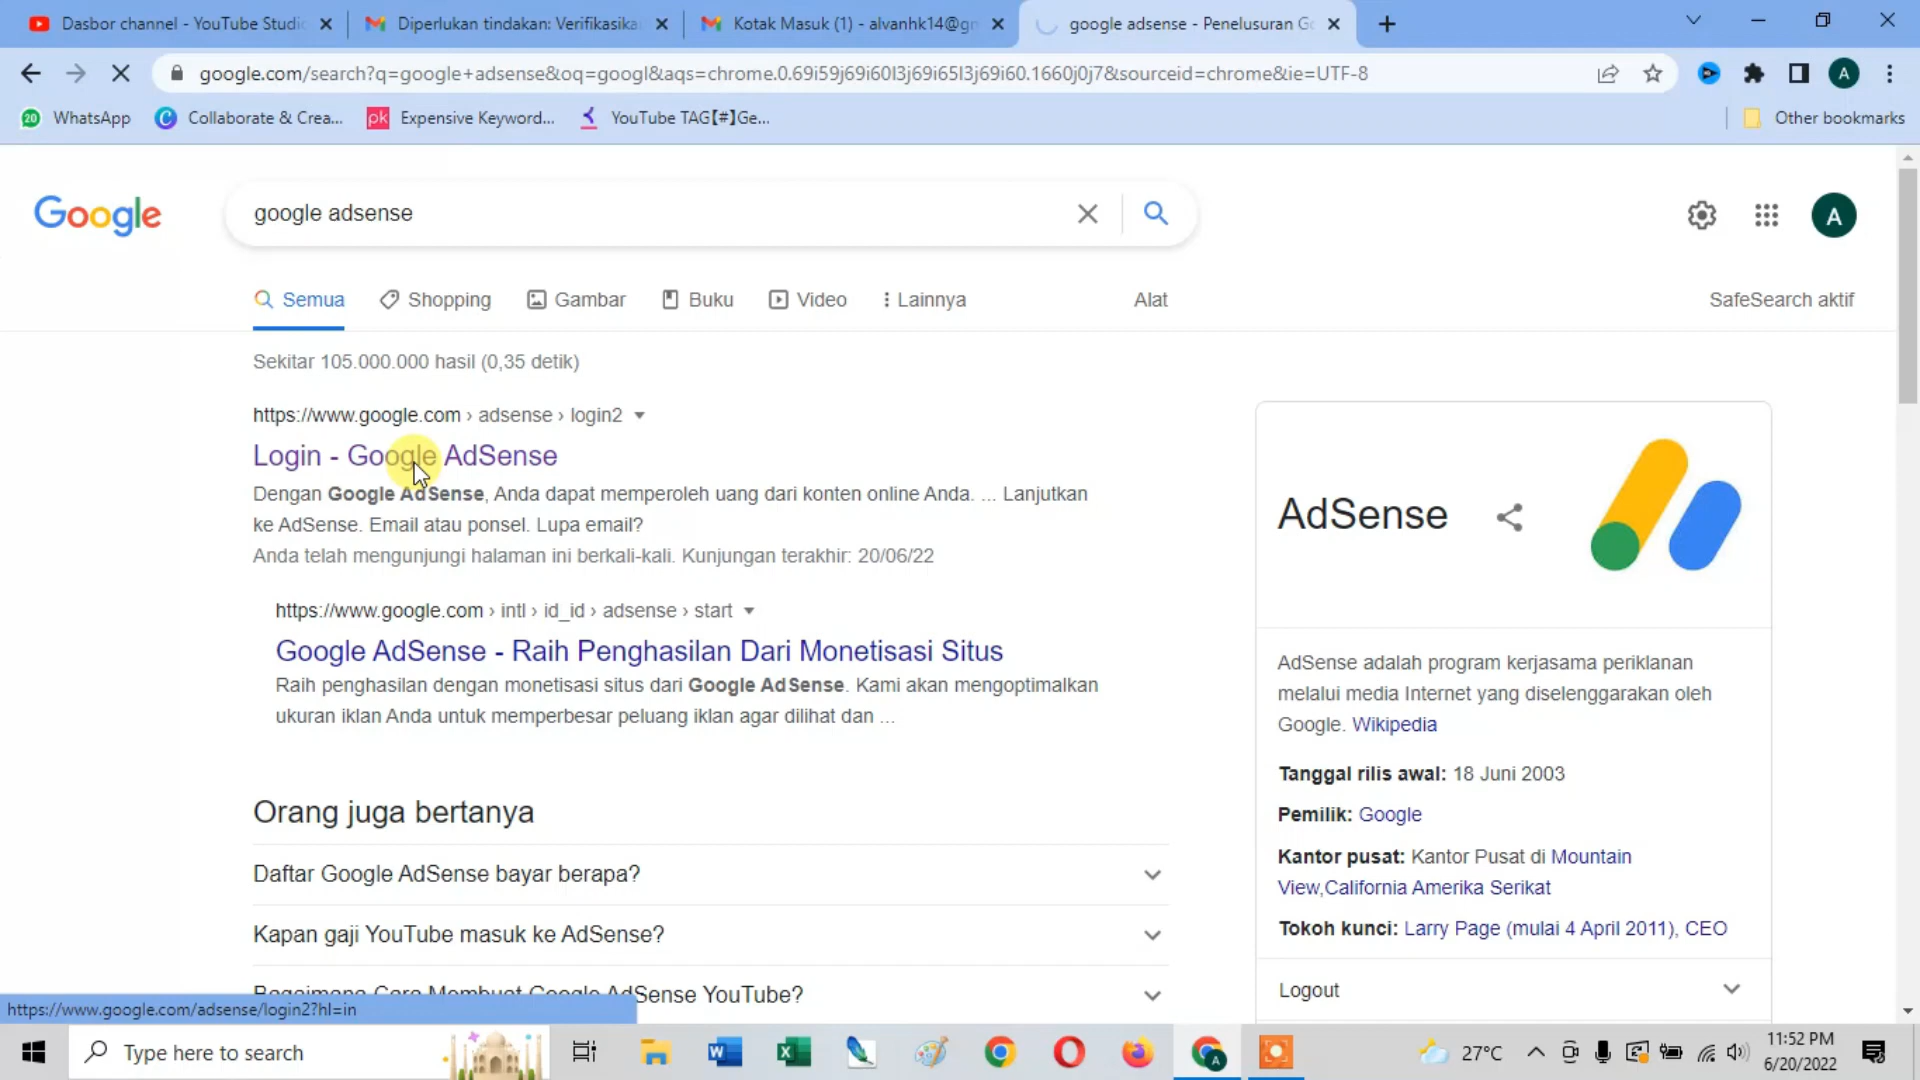 Dasbor channel - YouTube Studio
Diperlukan tindakan: Verifikasikan
Kotak Masuk (1) - alvanhk14@gm
google adsense - Penelusuran Go
google.com/search?q=google+adsense&oq=googl&aqs=chrome.0.69i59j69i60l3j69i65l3j69i60.1660j0j7&sourceid=chrome&ie=UTF-8
A
20 WhatsApp
Collaborate & Crea...
pk Expensive Keyword...
YouTube TAG【#】Ge...
Other bookmarks
Google
google adsense
A
Semua
Shopping
Gambar
Buku
Video
Lainnya
Alat
SafeSearch aktif
Sekitar 105.000.000 hasil (0,35 detik)
https://www.google.com › adsense › login2
Login - Google AdSense
Dengan Google AdSense, Anda dapat memperoleh uang dari konten online Anda. ... Lanjutkan
ke AdSense. Email atau ponsel. Lupa email?
Anda telah mengunjungi halaman ini berkali-kali. Kunjungan terakhir: 20/06/22
https://www.google.com › intl › id_id › adsense › start
Google AdSense - Raih Penghasilan Dari Monetisasi Situs
Raih penghasilan dengan monetisasi situs dari Google AdSense. Kami akan mengoptimalkan
ukuran iklan Anda untuk memperbesar peluang iklan agar dilihat dan ...
Orang juga bertanya
Daftar Google AdSense bayar berapa?
Kapan gaji YouTube masuk ke AdSense?
Bagaimana Cara Membuat Google AdSense YouTube?
AdSense
AdSense adalah program kerjasama periklanan
melalui media Internet yang diselenggarakan oleh
Google. Wikipedia
Tanggal rilis awal: 18 Juni 2003
Pemilik: Google
Kantor pusat: Kantor Pusat di Mountain
View,California Amerika Serikat
Tokoh kunci: Larry Page (mulai 4 April 2011), CEO
Logout
https://www.google.com/adsense/login2?hl=in
Type here to search
27°C
11:52 PM
6/20/2022